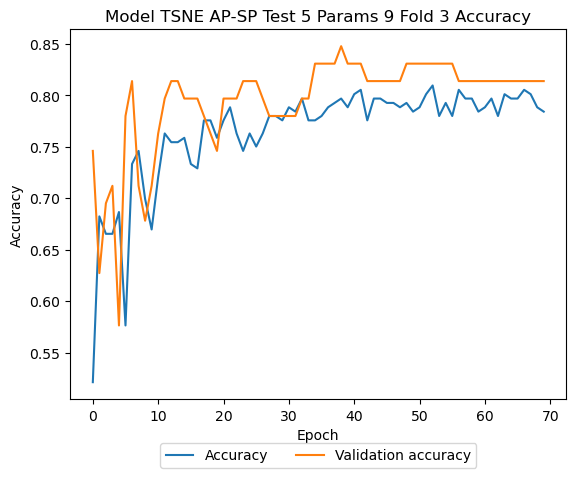 Model TSNE AP-SP Test 5 Params 9 Fold 3 Accuracy
0.85
0.80
0.75
0.70
0.65
0.60
0.55
Accuracy
0 10 20 30 40 50 60 70
Epoch
Accuracy Validation accuracy